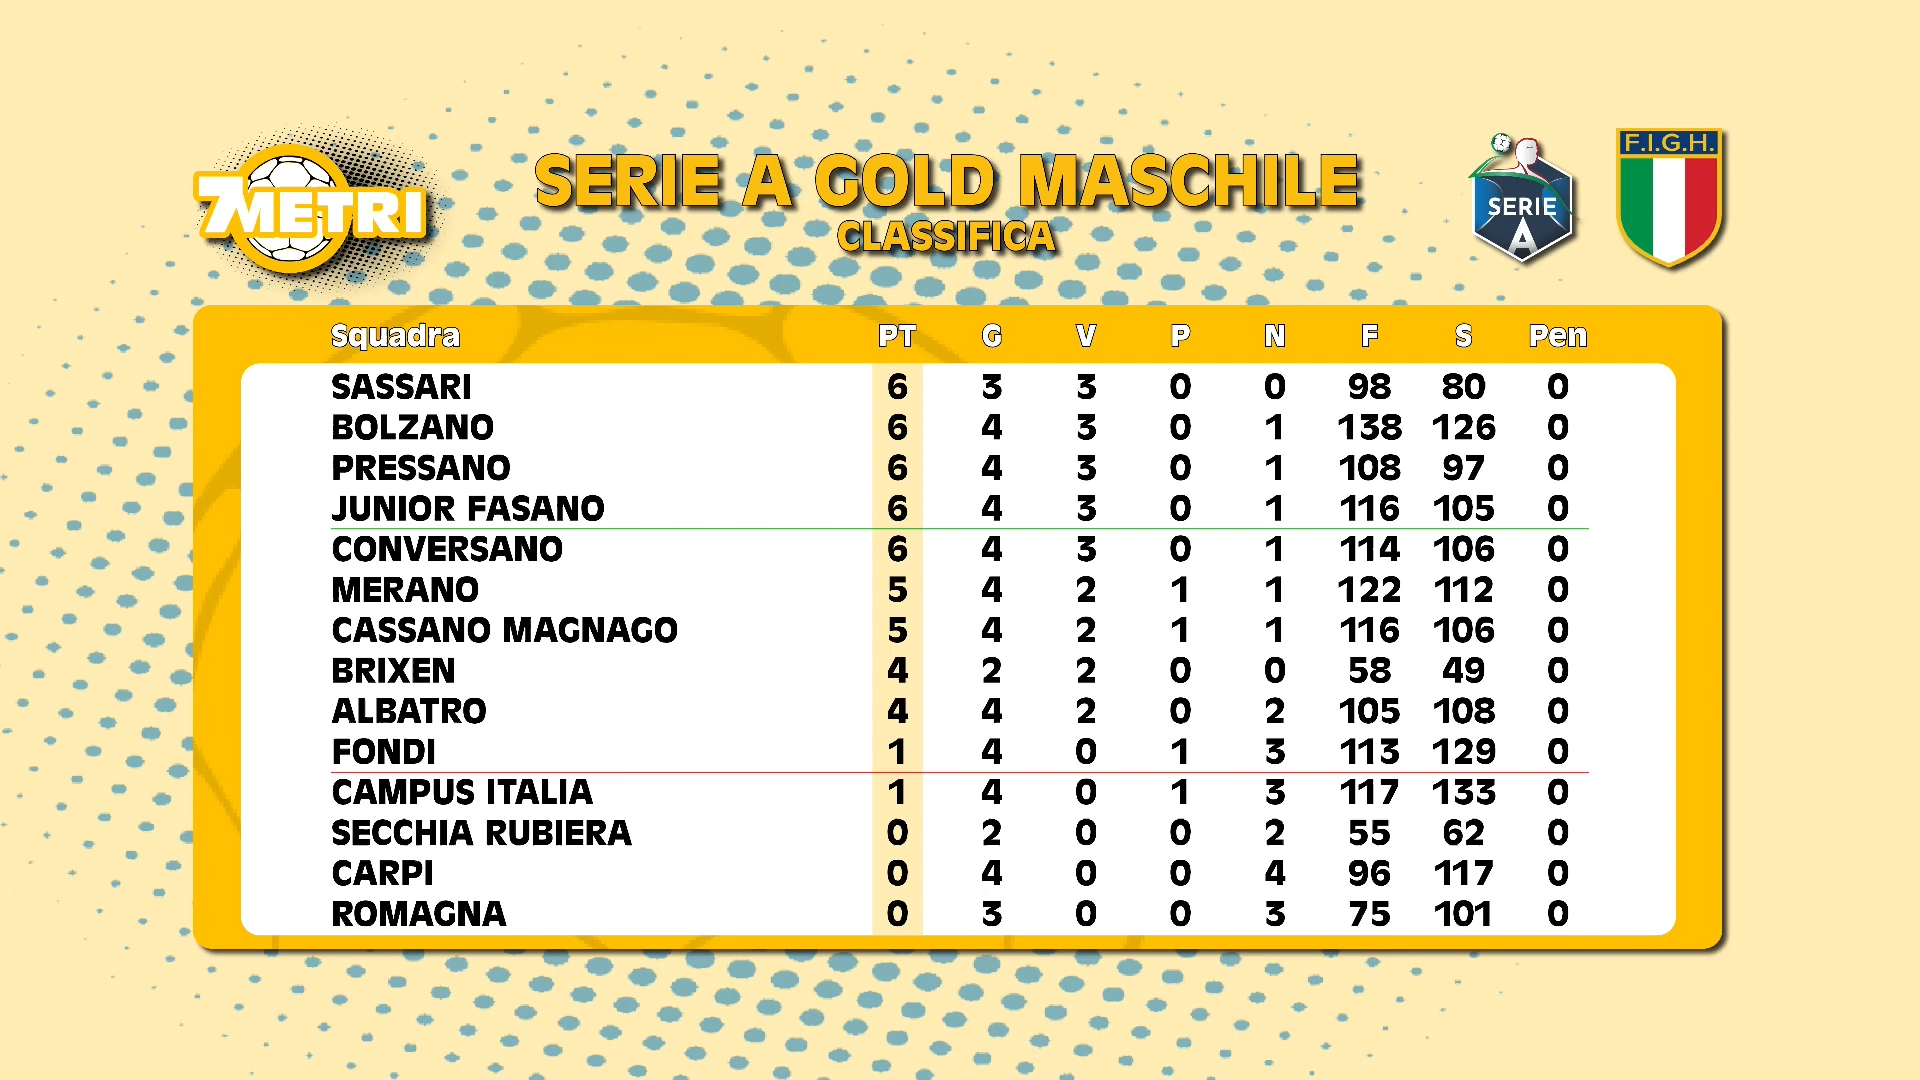 7METRI
SERIE A GOLD MASCHILE
CLASSIFICA
SERIE
A
F.I.G.H.
Squadra PT G V P N F S Pen
SASSARI 6 3 3 0 0 98 80 0
BOLZANO 6 4 3 0 1 138 126 0
PRESSANO 6 4 3 0 1 108 97 0
JUNIOR FASANO 6 4 3 0 1 116 105 0
CONVERSANO 6 4 3 0 1 114 106 0
MERANO 5 4 2 1 1 122 112 0
CASSANO MAGNAGO 5 4 2 1 1 116 106 0
BRIXEN 4 2 2 0 0 58 49 0
ALBATRO 4 4 2 0 2 105 108 0
FONDI 1 4 0 1 3 113 129 0
CAMPUS ITALIA 1 4 0 1 3 117 133 0
SECCHIA RUBIERA 0 2 0 0 2 55 62 0
CARPI 0 4 0 0 4 96 117 0
ROMAGNA 0 3 0 0 3 75 101 0